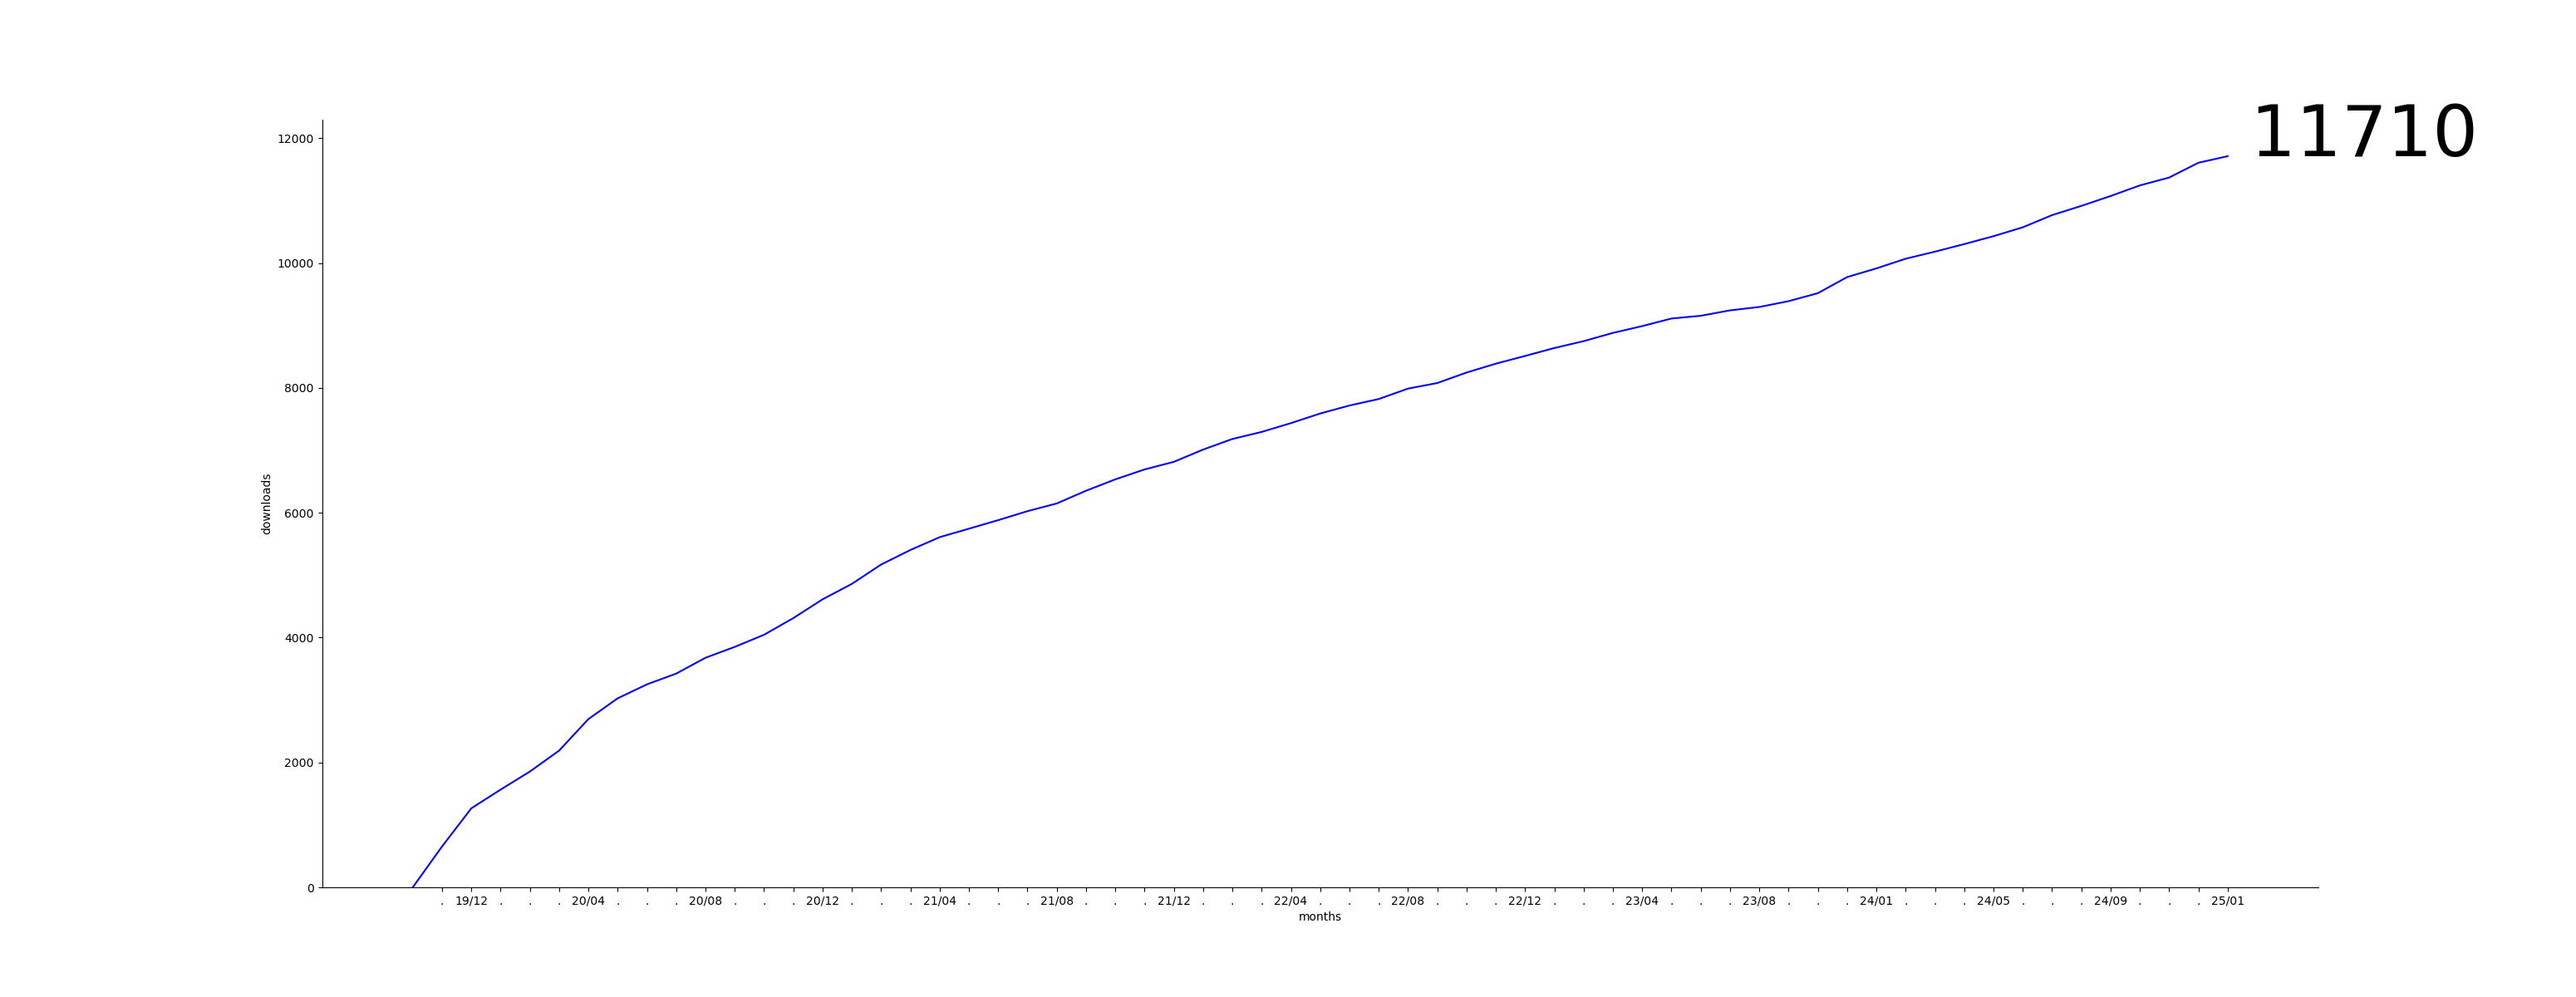 11710
12000
10000
8000
6000
4000
2000
0
downloads
. 19/12 . . . 20/04 . . . 20/08 . . . 20/12 . . . 21/04 . . . 21/08 . . . 21/12 . . . 22/04 . . . 22/08 . . . 22/12 . . . 23/04 . . . 23/08 . . . 24/01 . . . 24/05 . . . 24/09 . . . 25/01
months